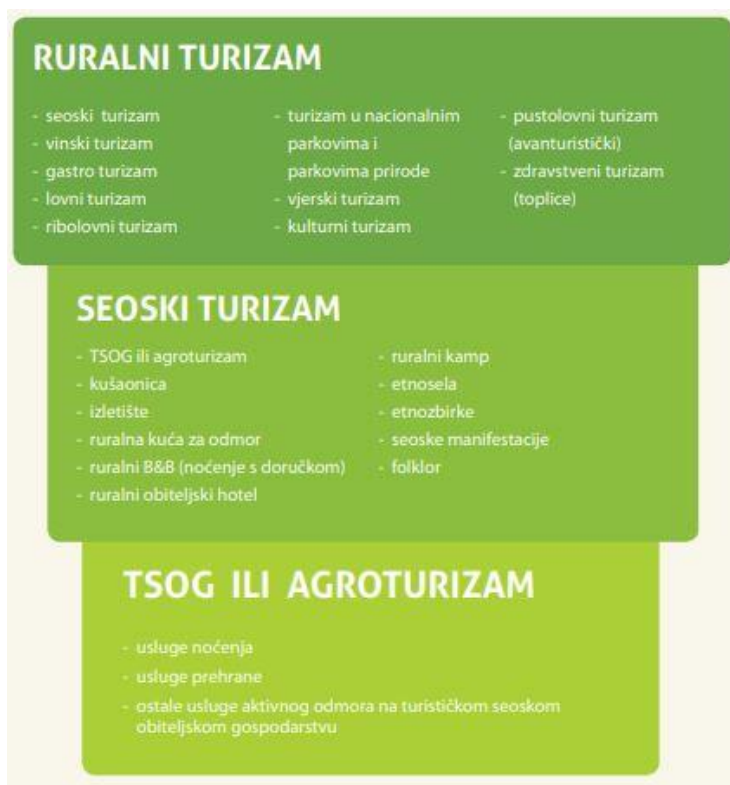 RURALNI TURIZAM
- seoski turizam
- vinski turizam
- gastro turizam
- lovni turizam
- ribolovni turizam
- turizam u nacionalnim
parkovima i
parkovima prirode
- vjerski turizam
- kulturni turizam
- pustolovni turizam
(avanturistički)
- zdravstveni turizam
(toplice)
SEOSKI TURIZAM
- TSOG ili agroturizam
- kušaonica
- izletište
- ruralna kuća za odmor
- ruralni B&B (noćenje s doručkom)
- ruralni obiteljski hotel
- ruralni kamp
- etnosela
- etnozbirke
- seoske manifestacije
- folklor
TSOG ILI AGROTURIZAM
- usluge noćenja
- usluge prehrane
- ostale usluge aktivnog odmora na turističkom seoskom
obiteljskom gospodarstvu